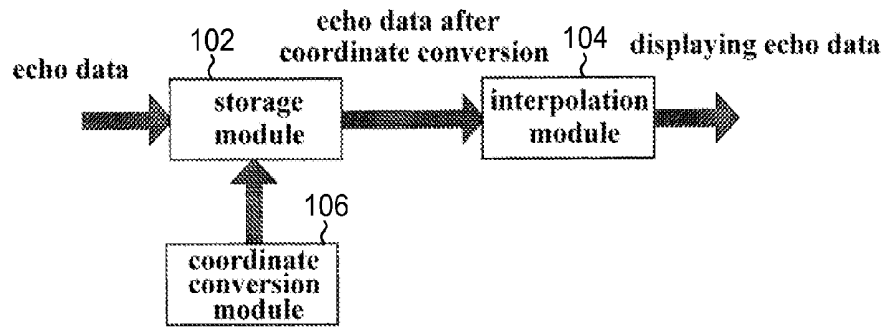 echo data
102
storage
module
echo data after
coordinate conversion
104
interpolation
module
displaying echo data
106
coordinate
conversion
module